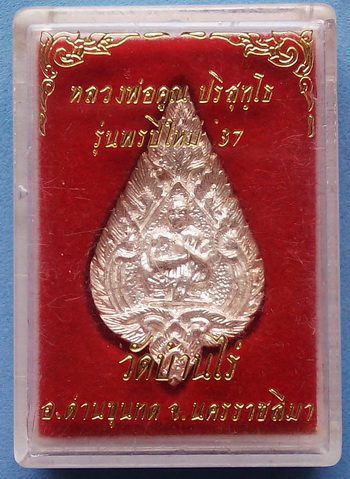 หลวงพ่อคูณ ปริสุทฺโธ
รุ่นพรปีใหม่ '37
วัดบ้านไร่
อ.ด่านขุนทด จ.นครราชสีมา